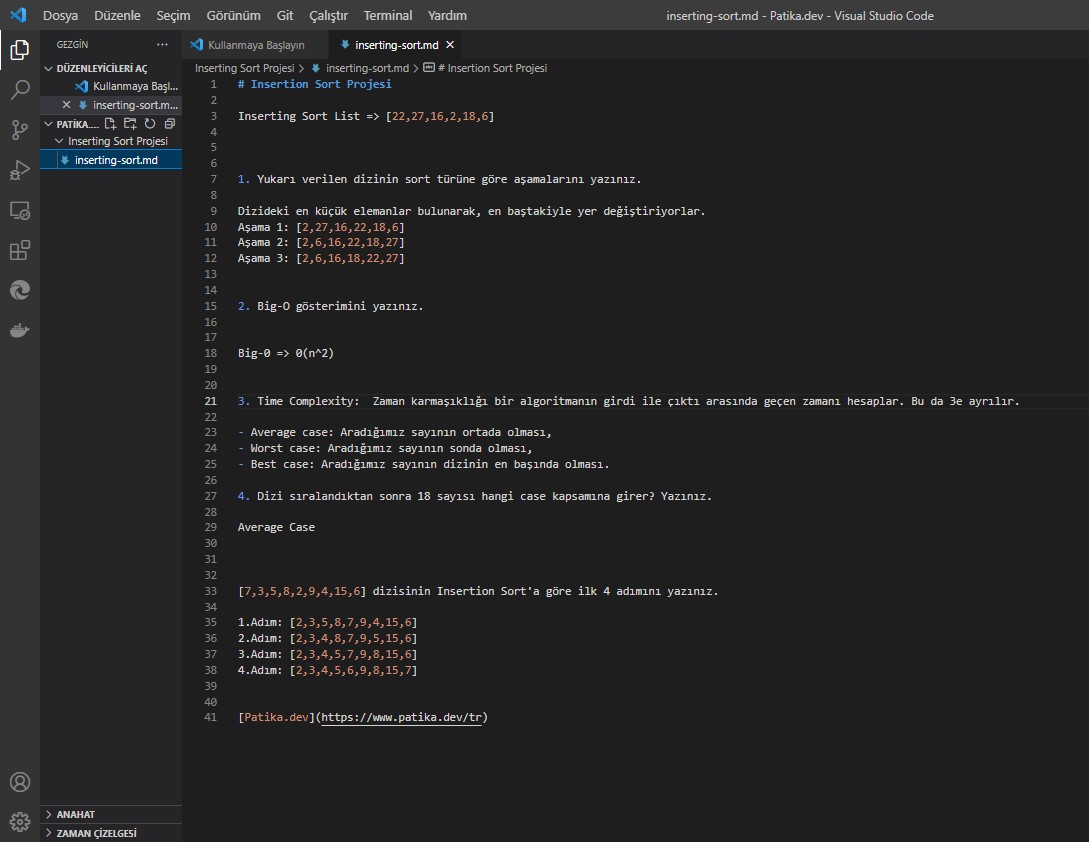 Dosya Düzenle Seçim Görünüm Git Çalıştır Terminal Yardım inserting-sort.md - Patika.dev - Visual Studio Code
GEZGİN ...
Kullanmaya Başlayın inserting-sort.md
DÜZENLEYİCİLERİ AÇ
Kullanmaya Başl...
inserting-sort.m...
PATİKA....
Inserting Sort Projesi
inserting-sort.md
Inserting Sort Projesi > inserting-sort.md > # Insertion Sort Projesi
1 # Insertion Sort Projesi
2
3 Inserting Sort List => [22,27,16,2,18,6]
4
5
6
7 1. Yukarı verilen dizinin sort türüne göre aşamalarını yazınız.
8
9 Dizideki en küçük elemanlar bulunarak, en baştakiyle yer değiştiriyorlar.
10 Aşama 1: [2,27,16,22,18,6]
11 Aşama 2: [2,6,16,22,18,27]
12 Aşama 3: [2,6,16,18,22,27]
13
14
15 2. Big-O gösterimini yazınız.
16
17
18 Big-0 => 0(n^2)
19
20
21 3. Time Complexity:  Zaman karmaşıklığı bir algoritmanın girdi ile çıktı arasında geçen zamanı hesaplar. Bu da 3e ayrılır.
22
23 - Average case: Aradığımız sayının ortada olması,
24 - Worst case: Aradığımız sayının sonda olması,
25 - Best case: Aradığımız sayının dizinin en başında olması.
26
27 4. Dizi sıralandıktan sonra 18 sayısı hangi case kapsamına girer? Yazınız.
28
29 Average Case
30
31
32
33 [7,3,5,8,2,9,4,15,6] dizisinin Insertion Sort'a göre ilk 4 adımını yazınız.
34
35 1.Adım: [2,3,5,8,7,9,4,15,6]
36 2.Adım: [2,3,4,8,7,9,5,15,6]
37 3.Adım: [2,3,4,5,7,9,8,15,6]
38 4.Adım: [2,3,4,5,6,9,8,15,7]
39
40
41 [Patika.dev](https://www.patika.dev/tr)
ANAHAT
ZAMAN ÇİZELGESİ